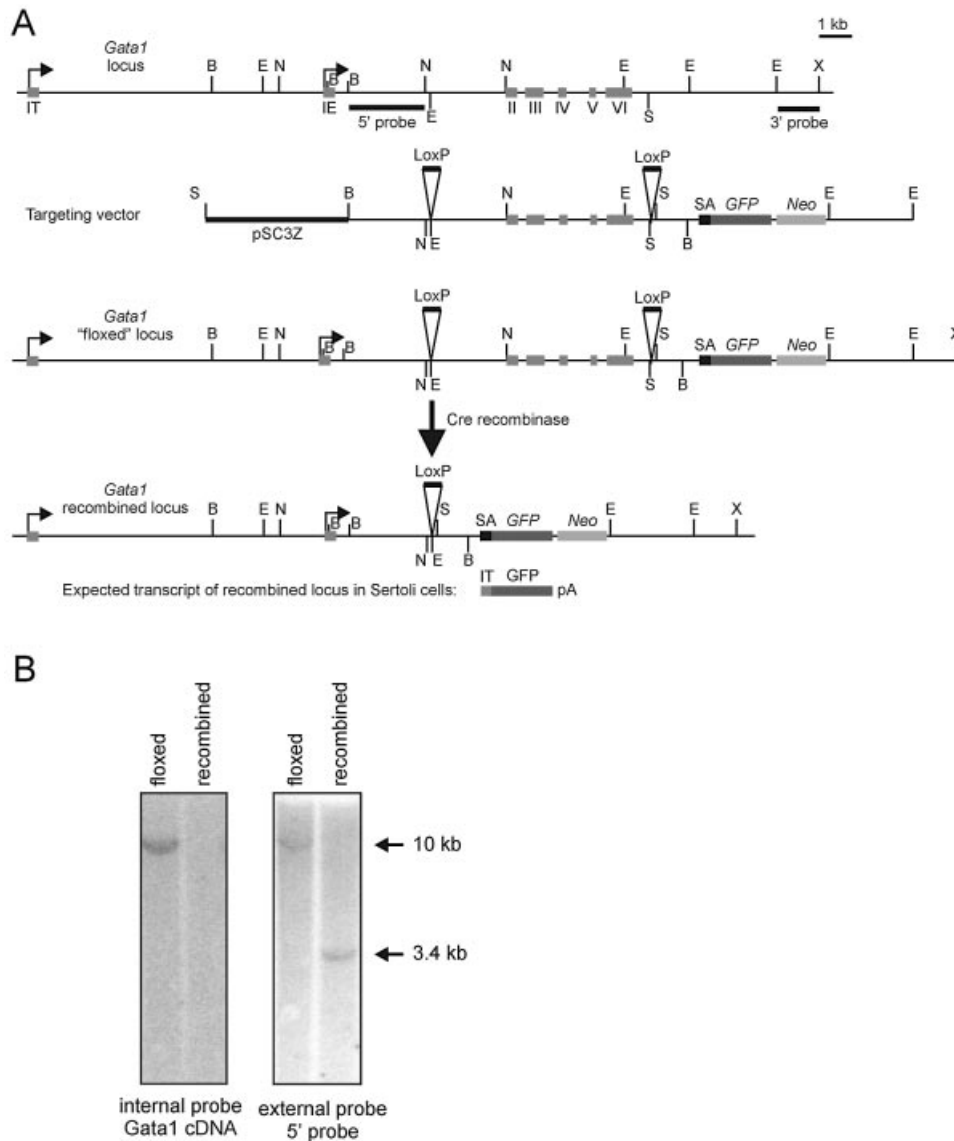 A
1 kb
Gata1
locus
B E N B B N N E E E X
IT IE II III IV V VI
5' probe E S 3' probe
LoxP LoxP
S B N E S SA GFP Neo E E
Targeting vector
pSC3Z N E S B
LoxP LoxP
Gata1
"floxed" locus
B E N B B N E S SA GFP Neo E E X
N E S B
Cre recombinase
LoxP
Gata1
recombined locus
B E N B B S SA GFP Neo E E X
N E B
IT GFP
Expected transcript of recombined locus in Sertoli cells: pA
B
floxed
recombined
floxed
recombined
10 kb
3.4 kb
internal probe
Gata1 cDNA
external probe
5' probe